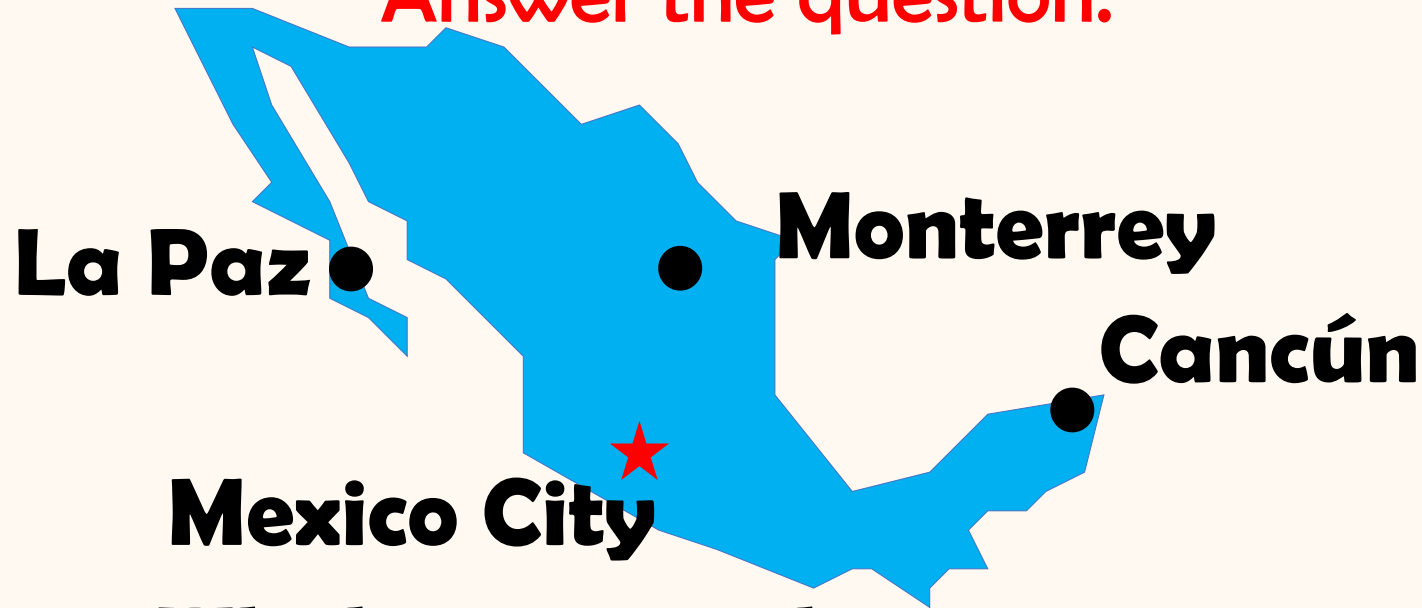 Answer the question.
Monterrey
La Paz
Cancún
Mexico City